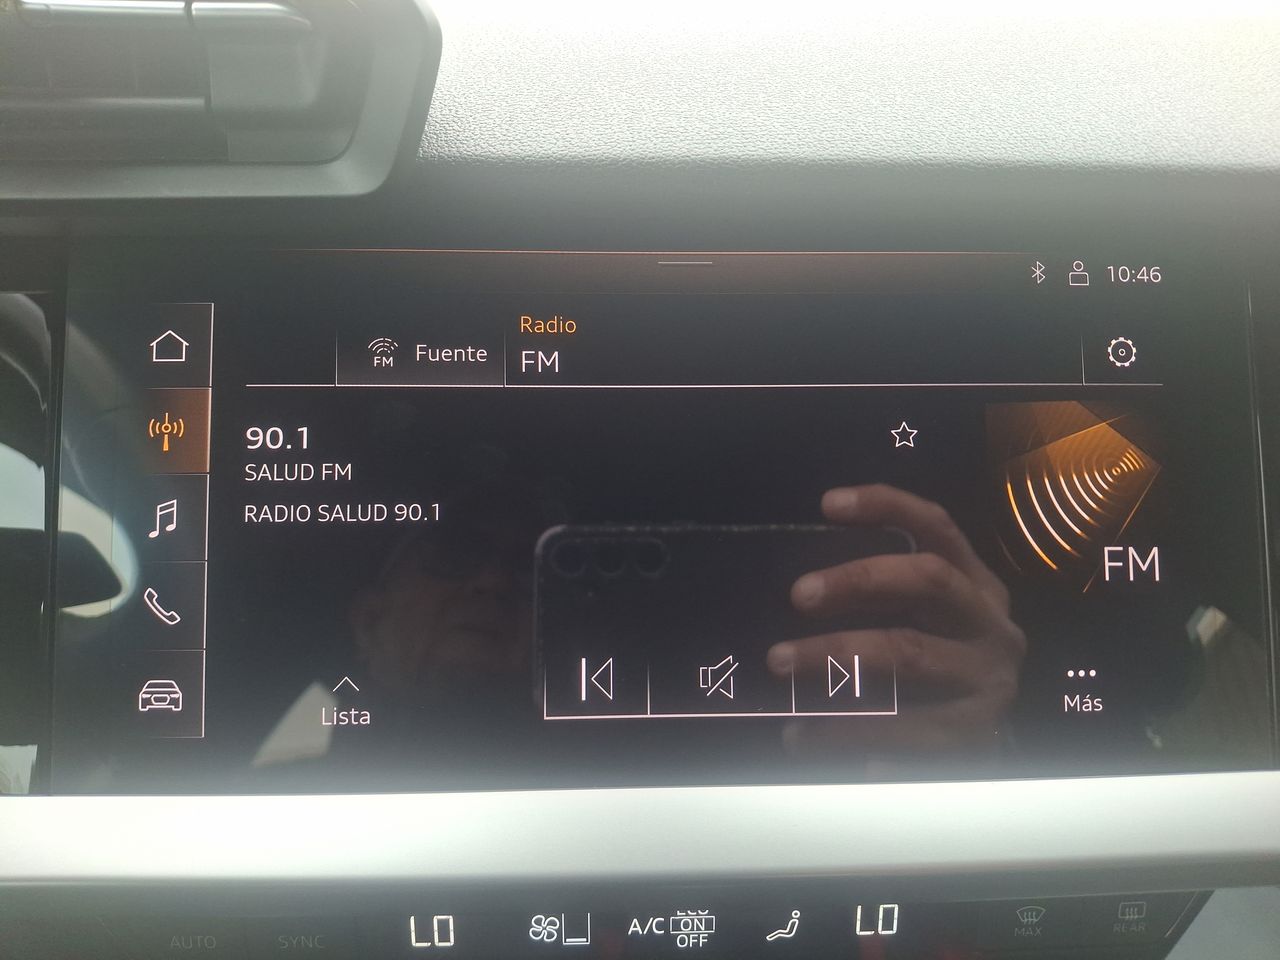 10:46
Radio
FM
Fuente
FM
90.1
SALUD FM
RADIO SALUD 90.1
FM
Lista
Más
AUTO
SYNC
LO
A/C
ECO
ON
OFF
LO
MAX
REAR